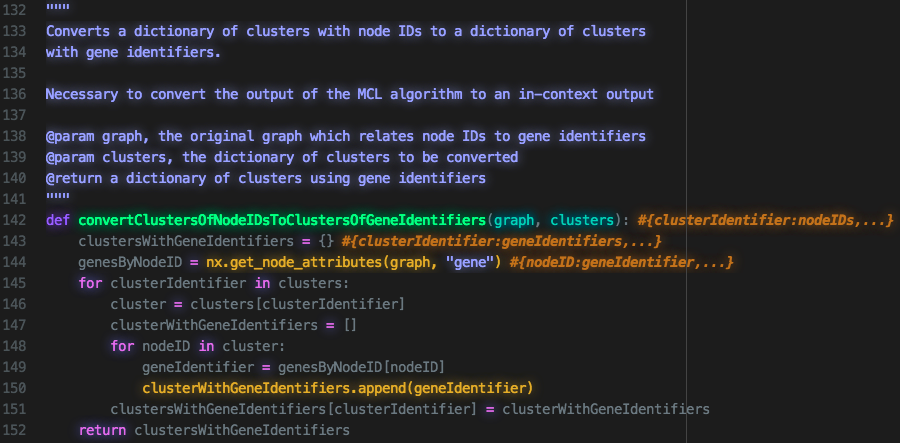 132 """
133 Converts a dictionary of clusters with node IDs to a dictionary of clusters
134 with gene identifiers.
135
136 Necessary to convert the output of the MCL algorithm to an in-context output
137
138 @param graph, the original graph which relates node IDs to gene identifiers
139 @param clusters, the dictionary of clusters to be converted
140 @return a dictionary of clusters using gene identifiers
141 """
142 def convertClustersOfNodeIDsToClustersOfGeneIdentifiers(graph, clusters): #{clusterIdentifier:nodeIDs,...}
143     clustersWithGeneIdentifiers = {} #{clusterIdentifier:geneIdentifiers,...}
144     genesByNodeID = nx.get_node_attributes(graph, "gene") #{nodeID:geneIdentifier,...}
145     for clusterIdentifier in clusters:
146         cluster = clusters[clusterIdentifier]
147         clusterWithGeneIdentifiers = []
148         for nodeID in cluster:
149             geneIdentifier = genesByNodeID[nodeID]
150             clusterWithGeneIdentifiers.append(geneIdentifier)
151         clustersWithGeneIdentifiers[clusterIdentifier] = clusterWithGeneIdentifiers
152     return clustersWithGeneIdentifiers